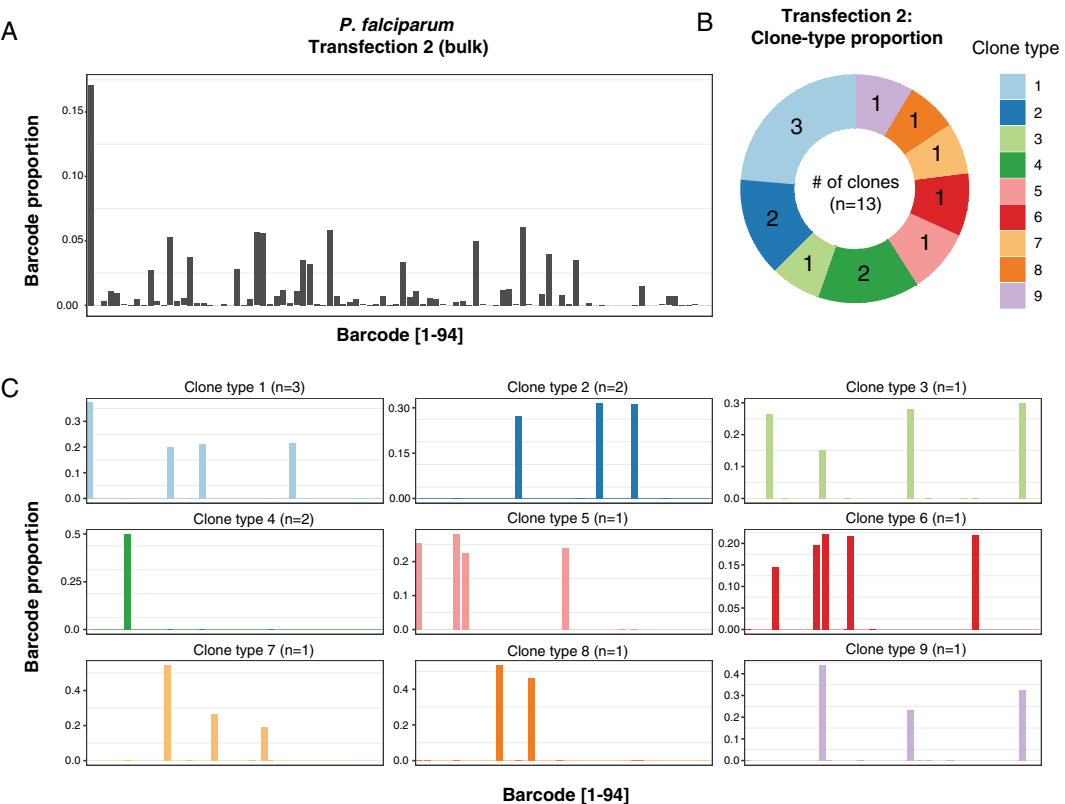 A
P. falciparum
Transfection 2 (bulk)
Barcode proportion
0.15
0.10
0.05
0.00
Barcode [1-94]
B
Transfection 2:
Clone-type proportion
1
1
1
1
1
2
1
2
3
# of clones
(n=13)
Clone type
1
2
3
4
5
6
7
8
9
C
Barcode proportion
Clone type 1 (n=3)
0.3
0.2
0.1
0.0
Clone type 2 (n=2)
0.30
0.15
0.00
Clone type 3 (n=1)
0.3
0.2
0.1
0.0
Clone type 4 (n=2)
0.5
0.25
0.0
Clone type 5 (n=1)
0.2
0.1
0.0
Clone type 6 (n=1)
0.20
0.15
0.10
0.05
0.00
Clone type 7 (n=1)
0.4
0.2
0.0
Clone type 8 (n=1)
0.4
0.2
0.0
Clone type 9 (n=1)
0.4
0.3
0.2
0.1
0.0
Barcode [1-94]